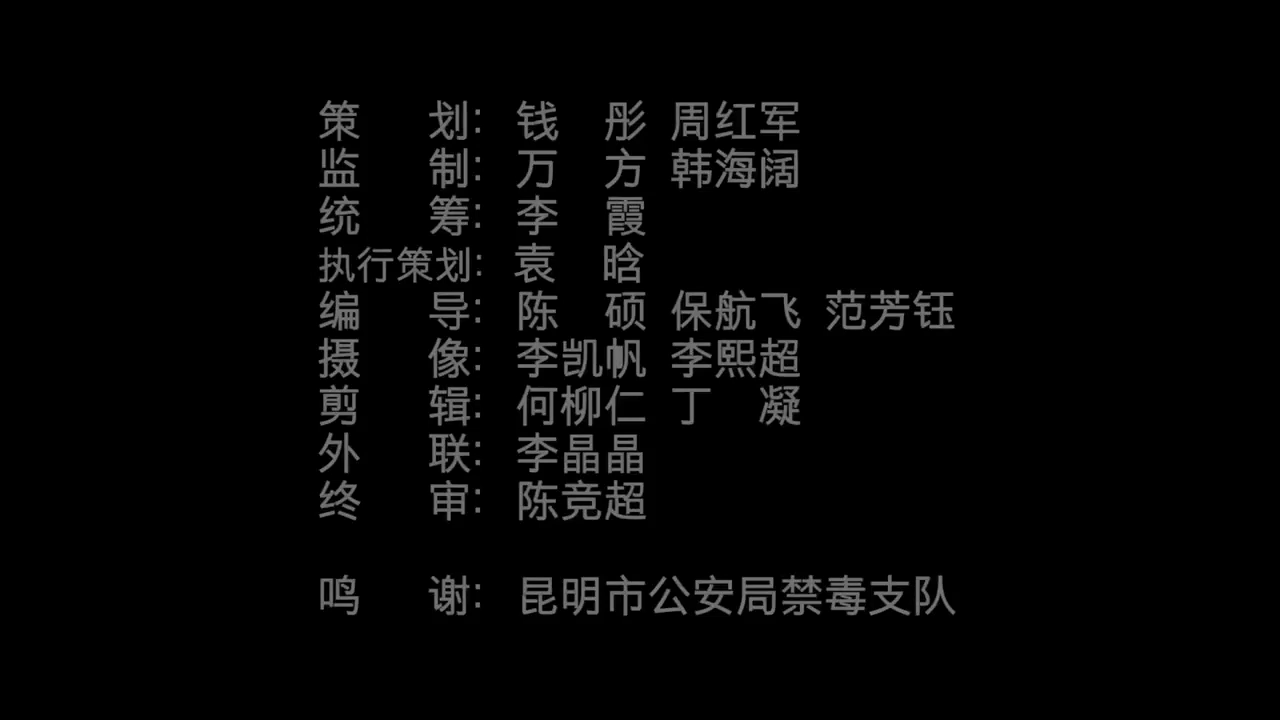 策 划: 钱 彤 周红军
监 制: 万 方 韩海阔
统 筹: 李 霞
执行策划: 袁 晗
编 导: 陈 硕 保航飞 范芳钰
摄 像: 李凯帆 李熙超
剪 辑: 何柳仁 丁 凝
外 联: 李晶晶
终 审: 陈竞超
鸣 谢: 昆明市公安局禁毒支队